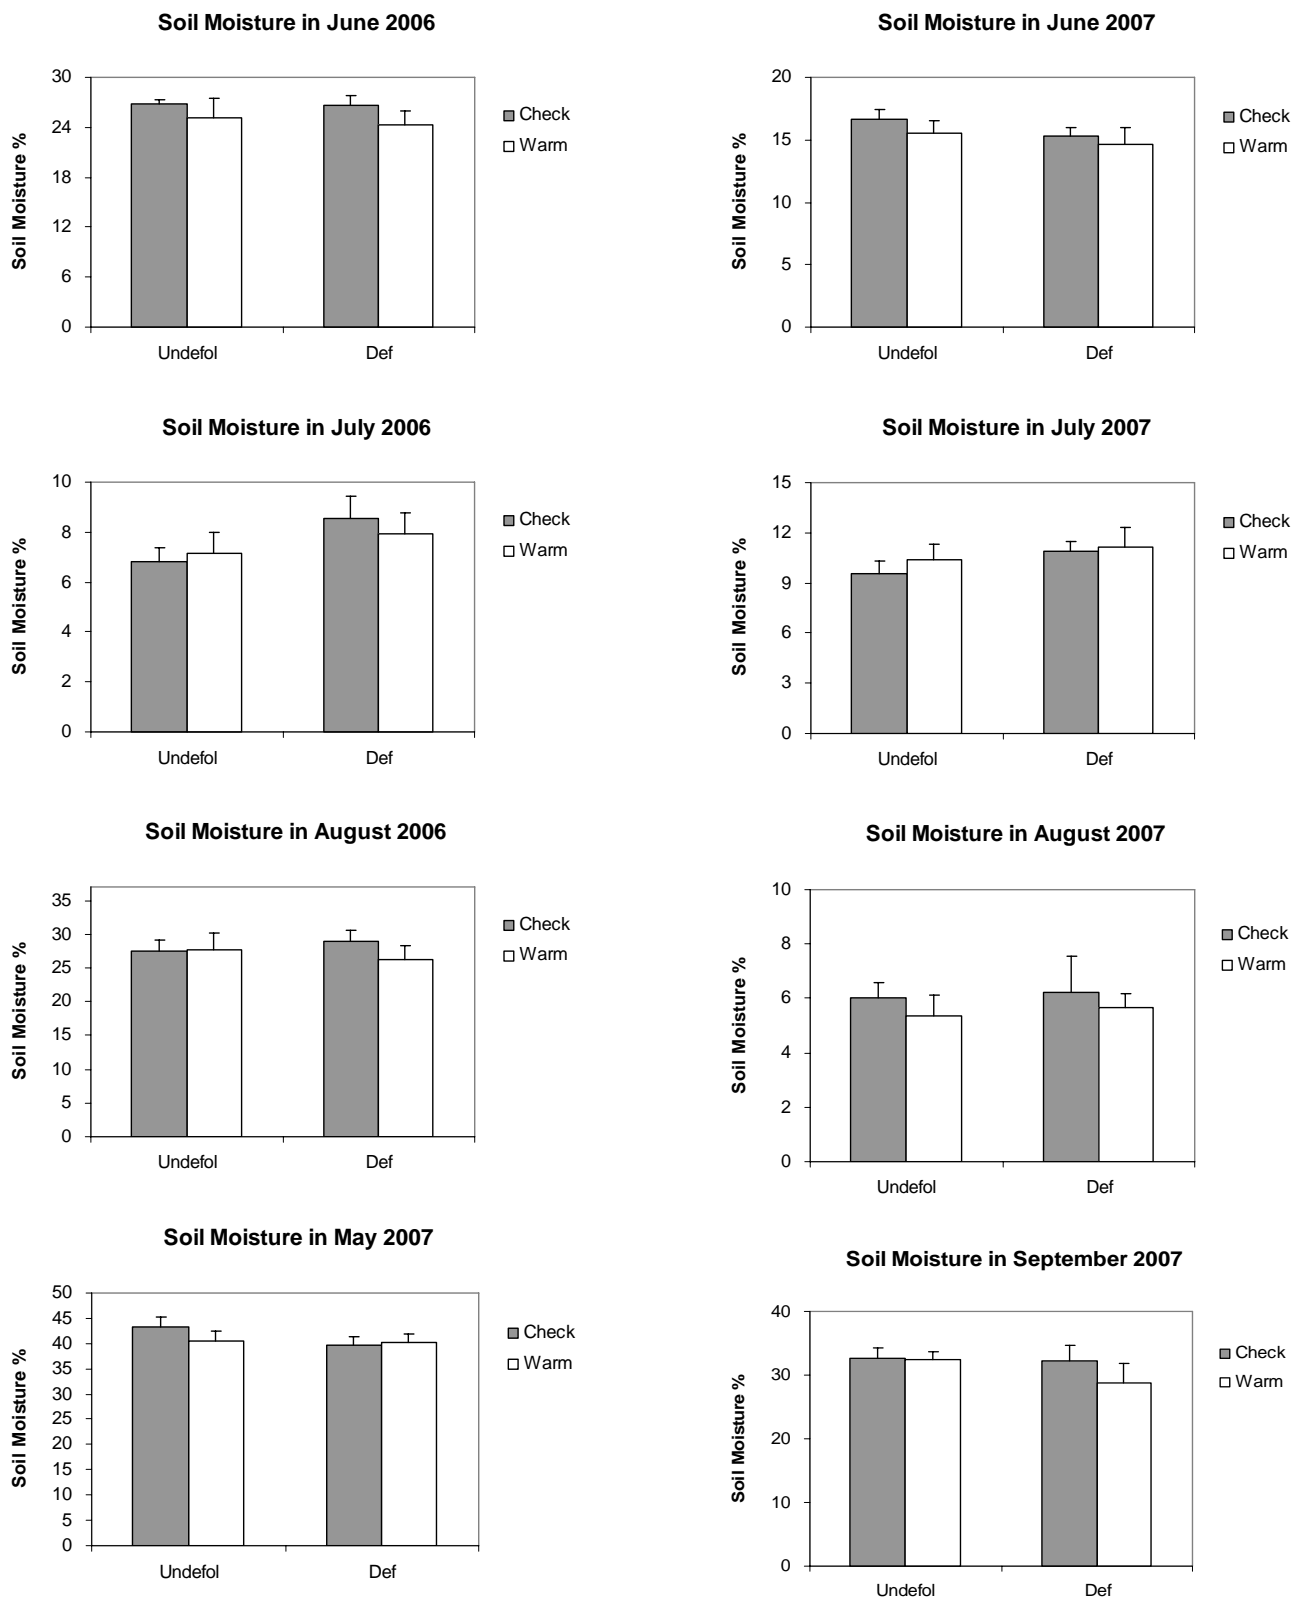 Soil Moisture in June 2006
30
24
18
12
6
0
Soil Moisture %
Undefol Def
Check
Warm
Soil Moisture in June 2007
20
15
10
5
0
Soil Moisture %
Undefol Def
Check
Warm
Soil Moisture in July 2006
10
8
6
4
2
0
Soil Moisture %
Undefol Def
Check
Warm
Soil Moisture in July 2007
15
12
9
6
3
0
Soil Moisture %
Undefol Def
Check
Warm
Soil Moisture in August 2006
35
30
25
20
15
10
5
0
Soil Moisture %
Undefol Def
Check
Warm
Soil Moisture in August 2007
10
8
6
4
2
0
Soil Moisture %
Undefol Def
Check
Warm
Soil Moisture in May 2007
50
45
40
35
30
25
20
15
10
5
0
Soil Moisture %
Undefol Def
Check
Warm
Soil Moisture in September 2007
40
30
20
10
0
Soil Moisture %
Undefol Def
Check
Warm